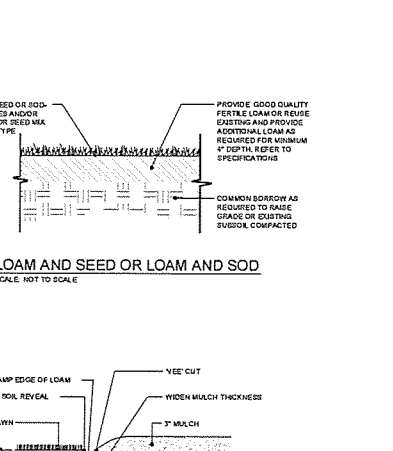 EED OR SOD-
ES AND/OR
OR SEED MIX
TYPE
PROVIDE GOOD QUALITY
FERTILE LOAM OR REUSE
EXISTING AND PROVIDE
ADDITIONAL LOAM AS
REQUIRED FOR MINIMUM
4" DEPTH. REFER TO
SPECIFICATIONS
COMMON BORROW AS
REQUIRED TO RAISE
GRADE OR EXISTING
SUBSOIL COMPACTED
LOAM AND SEED OR LOAM AND SOD
SCALE: NOT TO SCALE
'VEE' CUT
AMP EDGE OF LOAM
SOIL REVEAL
WIDEN MULCH THICKNESS
WN
3" MULCH